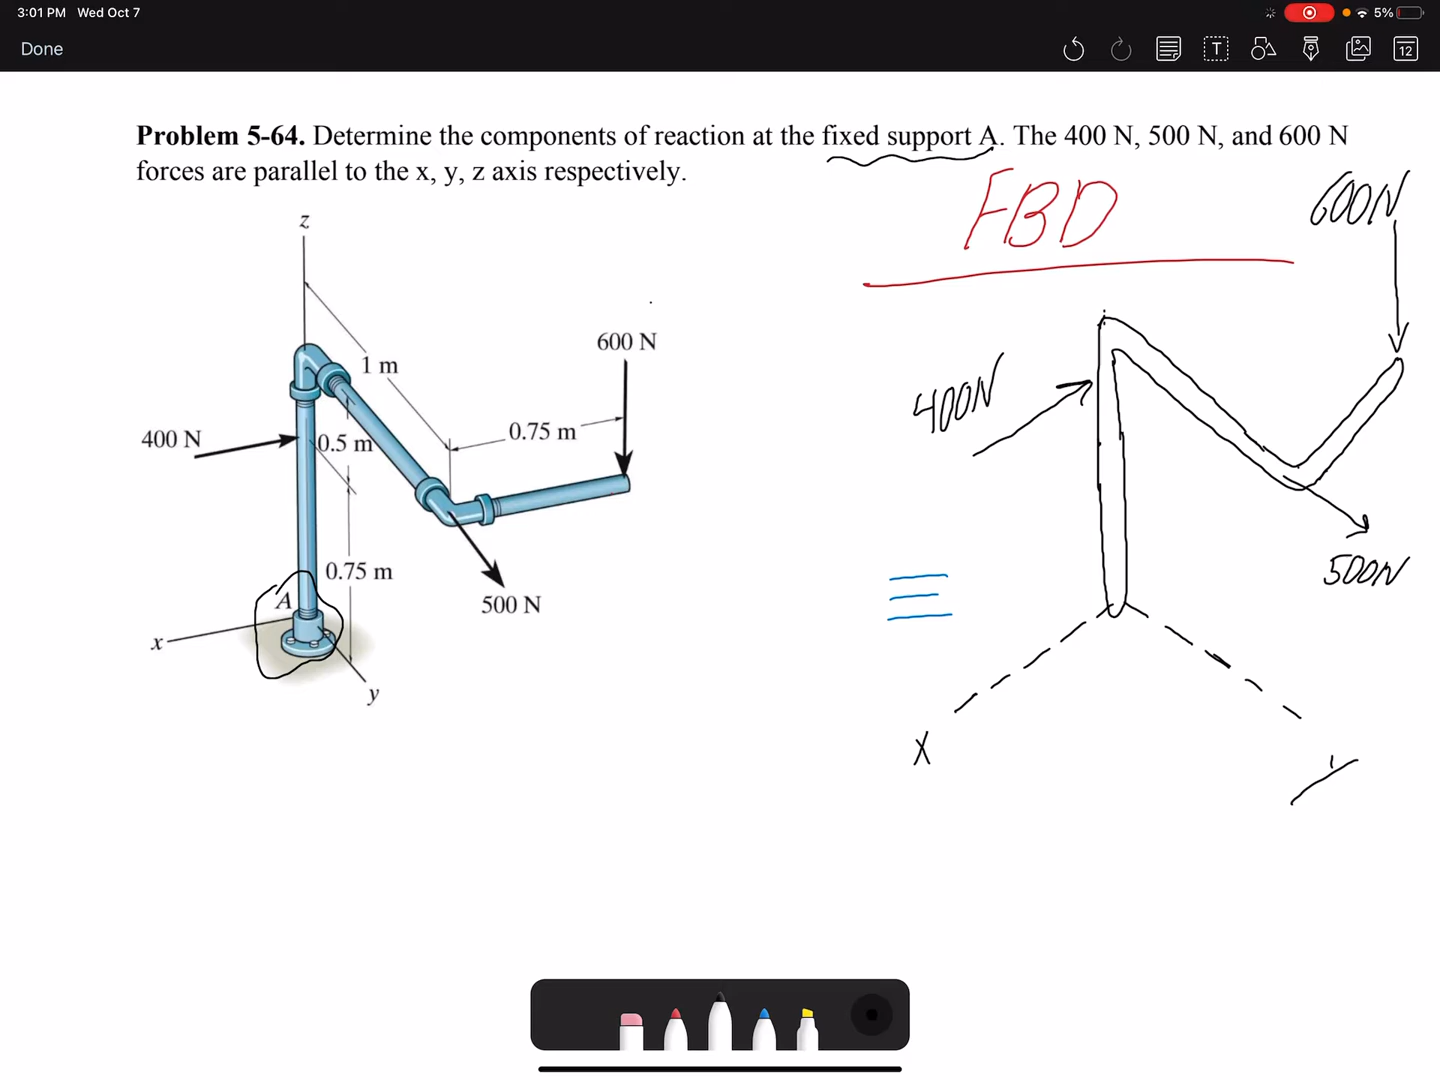 3:01 PM Wed Oct 7
5%
Done
T
12
Problem 5-64. Determine the components of reaction at the fixed support A. The 400 N, 500 N, and 600 N
forces are parallel to the x, y, z axis respectively.
FBD
600N
z
600 N
1 m
400N
0.75 m
400 N
0.5 m
500N
0.75 m
A
500 N
x
y
X